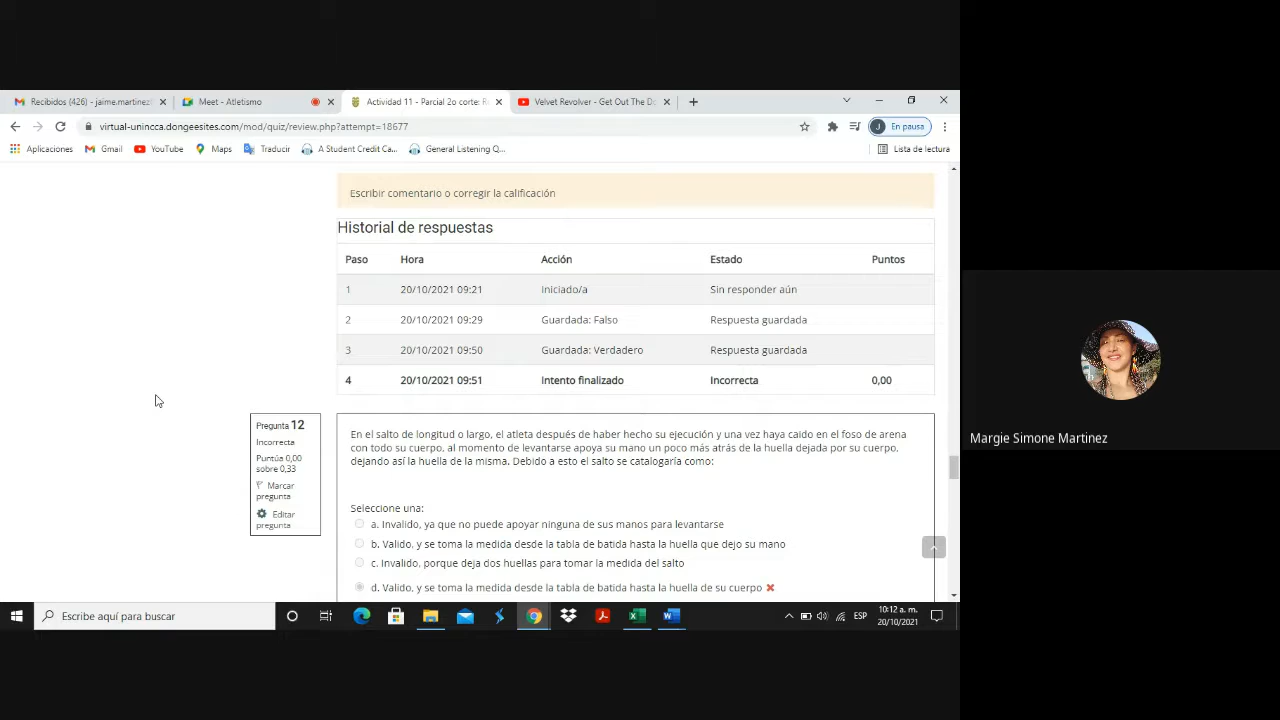 Recibidos (426) - jaime.martinez
Meet - Atletismo
Actividad 11 - Parcial 2o corte: R
Velvet Revolver - Get Out The Do
virtual-unincca.dongeesites.com/mod/quiz/review.php?attempt=18677
J
En pausa
Aplicaciones
Gmail
YouTube
Maps
Traducir
A Student Credit Ca...
General Listening Q...
Lista de lectura
Escribir comentario o corregir la calificación
Historial de respuestas
Paso Hora Acción Estado Puntos
1 20/10/2021 09:21 Iniciado/a Sin responder aún
2 20/10/2021 09:29 Guardada: Falso Respuesta guardada
3 20/10/2021 09:50 Guardada: Verdadero Respuesta guardada
4 20/10/2021 09:51 Intento finalizado Incorrecta 0,00
Pregunta 12
Incorrecta
Puntúa 0,00
sobre 0,33
Marcar
pregunta
Editar
pregunta
En el salto de longitud o largo, el atleta después de haber hecho su ejecución y una vez haya caido en el foso de arena
con todo su cuerpo, al momento de levantarse apoya su mano un poco más atrás de la huella dejada por su cuerpo,
dejando así la huella de la misma. Debido a esto el salto se catalogaría como:
Seleccione una:
a. Invalido, ya que no puede apoyar ninguna de sus manos para levantarse
b. Valido, y se toma la medida desde la tabla de batida hasta la huella que dejo su mano
c. Invalido, porque deja dos huellas para tomar la medida del salto
d. Valido, y se toma la medida desde la tabla de batida hasta la huella de su cuerpo
Margie Simone Martinez
Escribe aquí para buscar
ESP
10:12 a. m.
20/10/2021